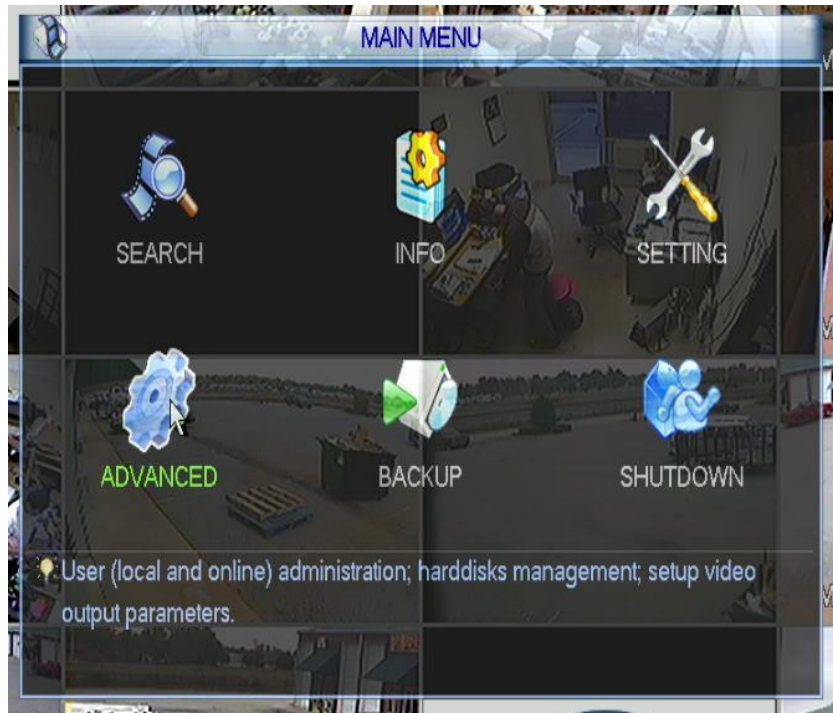 MAIN MENU
SEARCH INFO SETTING
ADVANCED BACKUP SHUTDOWN
User (local and online) administration; harddisks management; setup video
output parameters.